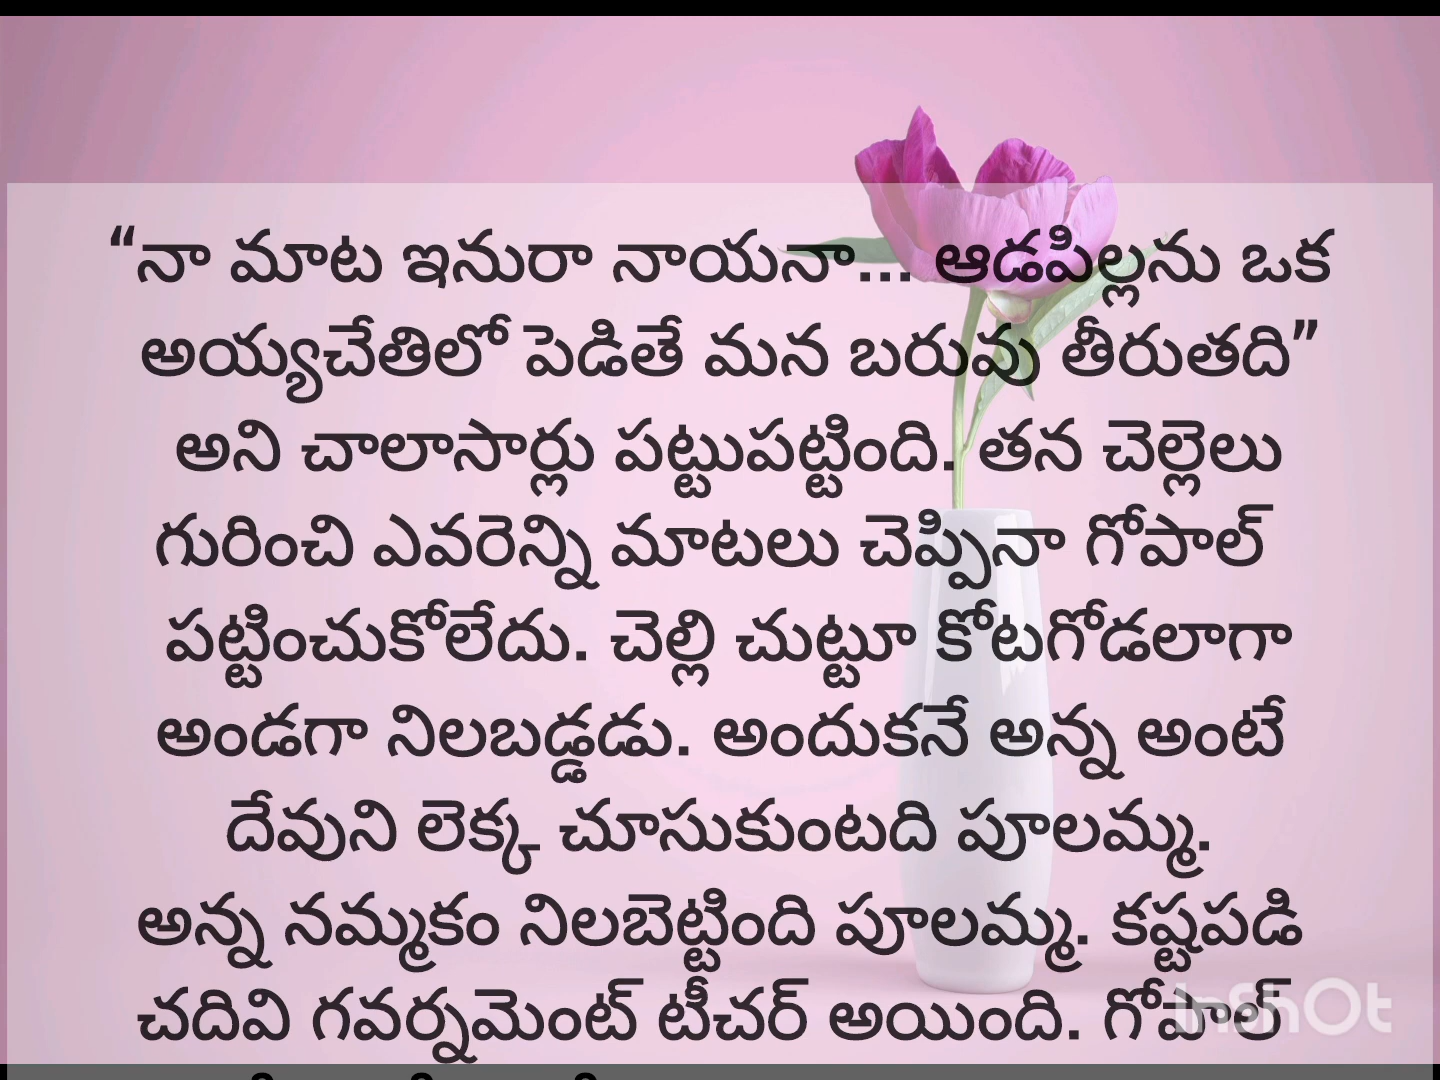 “నా మాట ఇనురా నాయనా... ఆడపిల్లను ఒక
అయ్యచేతిలో పెడితే మన బరువు తీరుతది”
అని చాలాసార్లు పట్టుపట్టింది. తన చెల్లెలు
గురించి ఎవరెన్ని మాటలు చెప్పినా గోపాల్
పట్టించుకోలేదు. చెల్లి చుట్టూ కోటగోడలాగా
అండగా నిలబడ్డడు. అందుకనే అన్న అంటే
దేవుని లెక్క చూసుకుంటది పూలమ్మ.
అన్న నమ్మకం నిలబెట్టింది పూలమ్మ. కష్టపడి
చదివి గవర్నమెంట్ టీచర్ అయింది. గోపాల్
InShOt